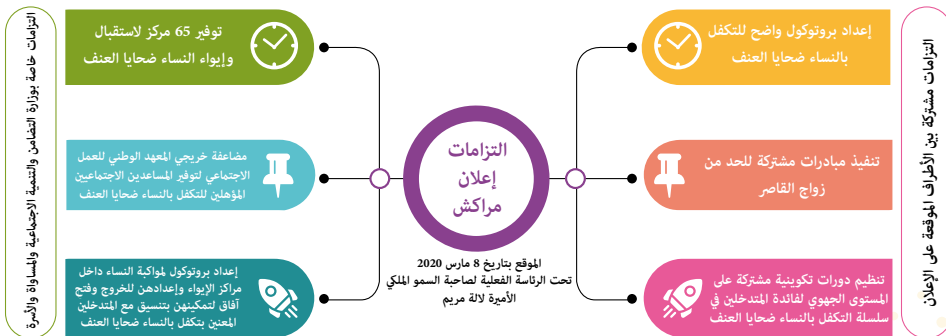 التزامات مشتركة بين الأطراف الموقعة على الإعلان
إعداد بروتوكول واضح للتكفل
بالنساء ضحايا العنف
تنفيذ مبادرات مشتركة للحد من
زواج القاصر
تنظيم دورات تكوينية مشتركة على
المستوى الجهوي لفائدة المتدخلين في
سلسلة التكفل بالنساء ضحايا العنف
التزامات
إعلان
مراكش
الموقع بتاريخ 8 مارس 2020
تحت الرئاسة الفعلية لصاحبة السمو الملكي
الأميرة لالة مريم
توفير 65 مركز لاستقبال
وإيواء النساء ضحايا العنف
مضاعفة خريجي المعهد الوطني للعمل
الاجتماعي لتوفير المساعدين الاجتماعيين
المؤهلين للتكفل بالنساء ضحايا العنف
إعداد بروتوكول لمواكبة النساء داخل
مراكز الإيواء وإعدادهن للخروج وفتح
آفاق لتمكينهن بتنسيق مع المتدخلين
المعنين بتكفل بالنساء ضحايا العنف
التزامات خاصة بوزارة التضامن والتنمية الاجتماعية والمساواة والأسرة